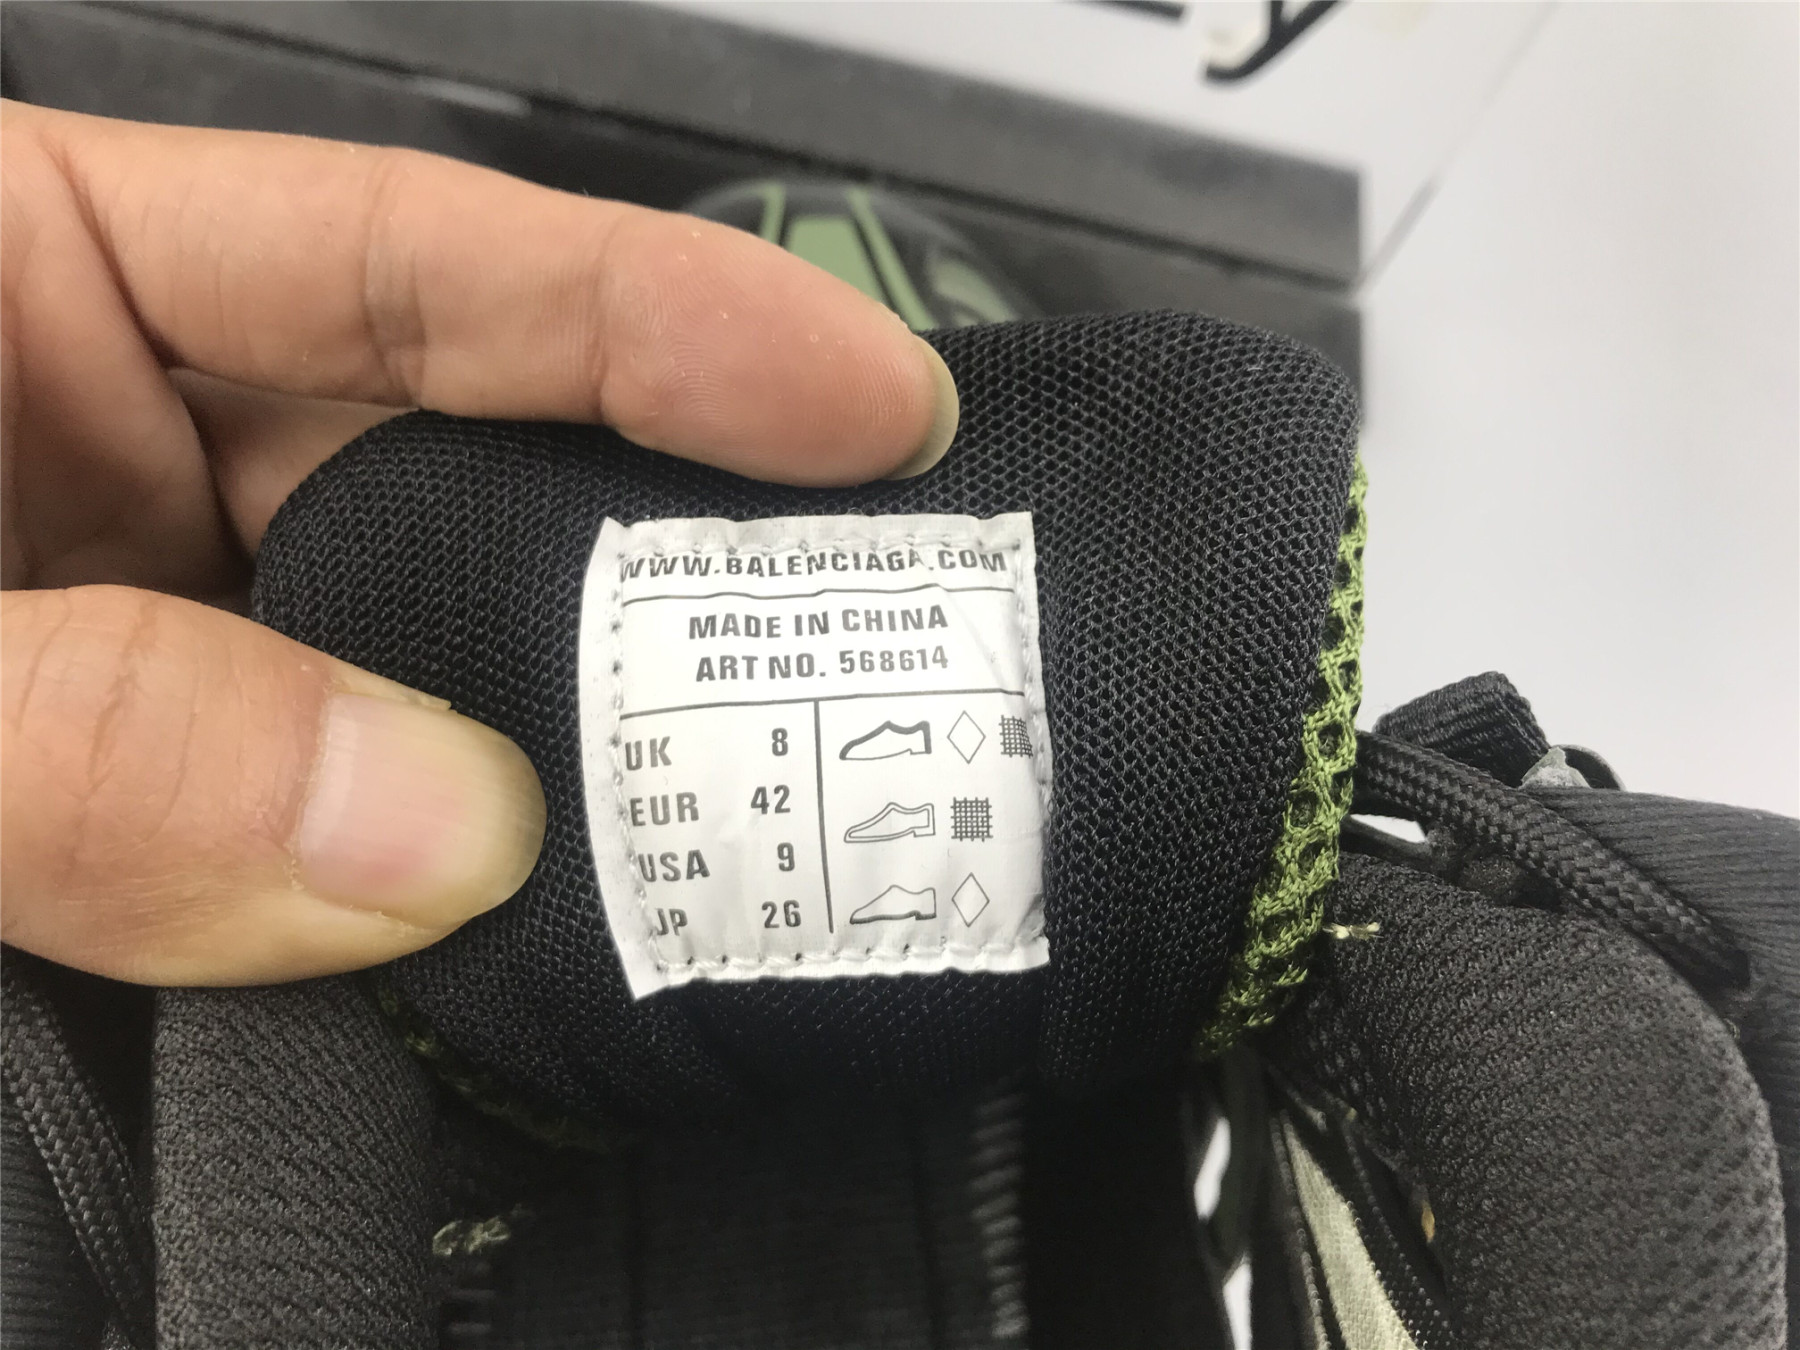 WWW.BALENCIAGA.COM
MADE IN CHINA
ART NO. 568614
UK 8
EUR 42
USA 9
JP 26